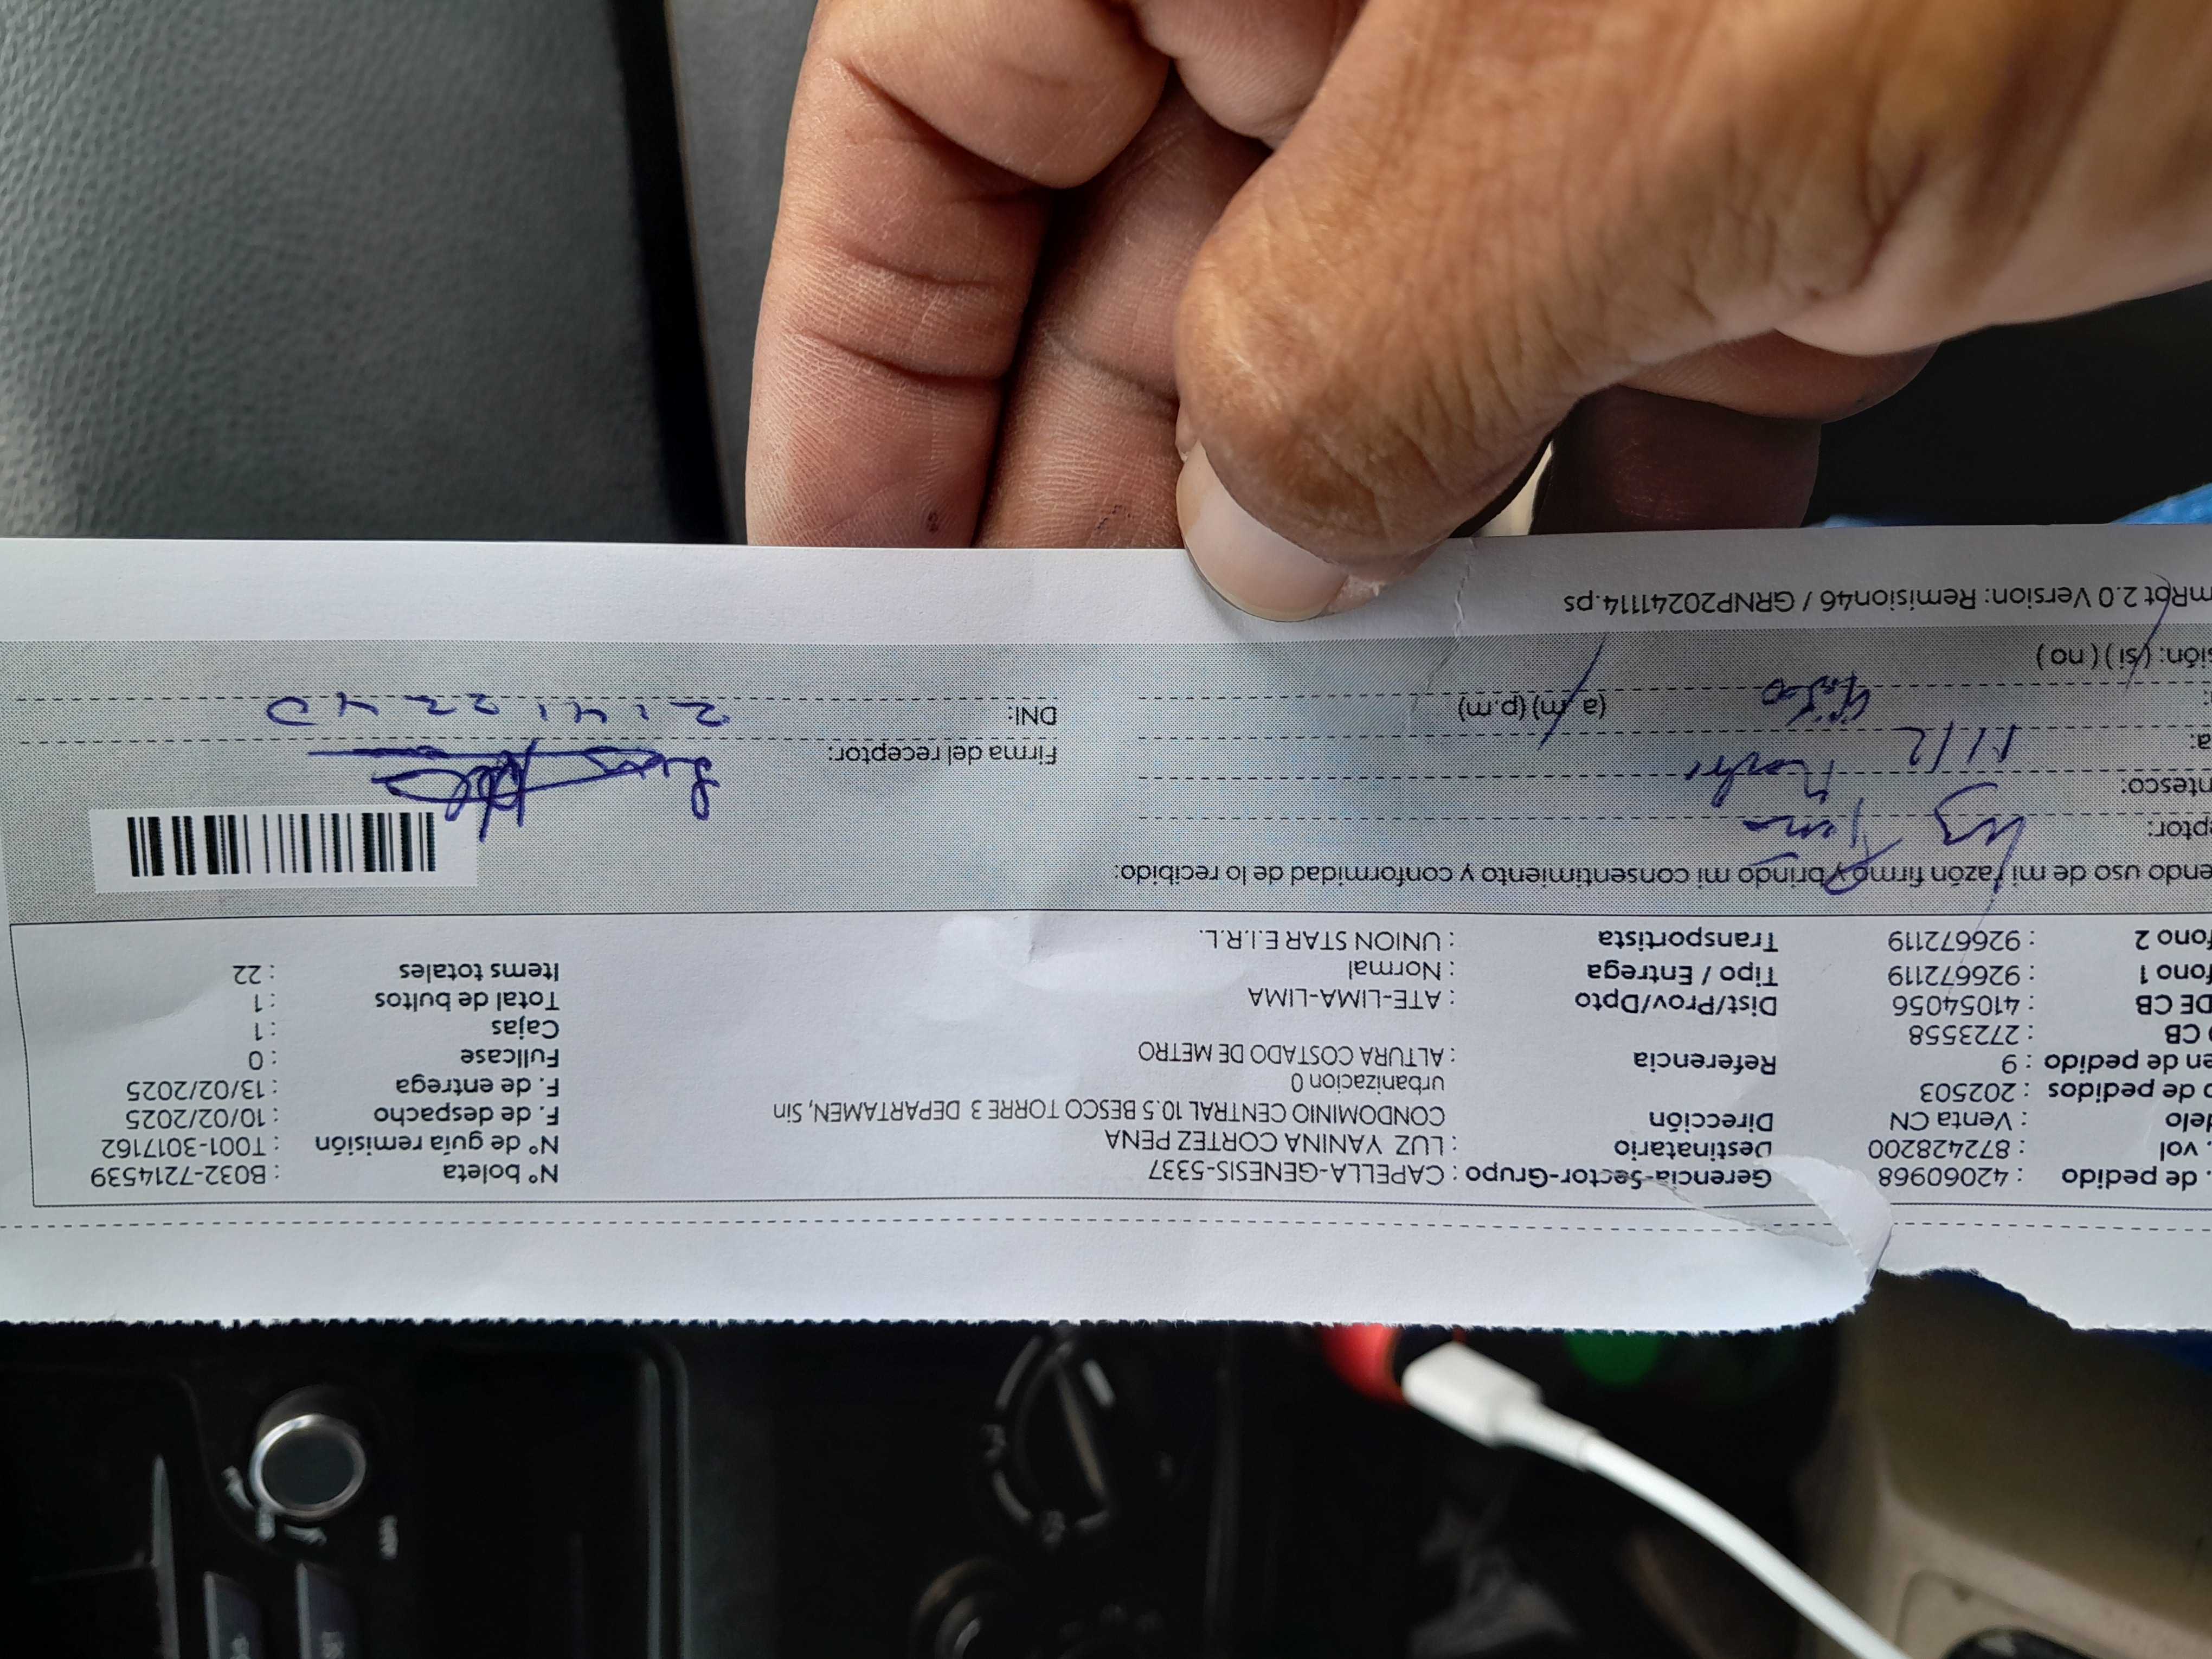 . de pedido : 42060968 Gerencia-Sector-Grupo : CAPELLA-GENESIS-5337 N° boleta : B032-7214539
. vol : 872428200 Destinatario : LUZ YANINA CORTEZ PENA N° de guía remisión : T001-3017162
delo : Venta CN Dirección CONDOMINIO CENTRAL 10.5 BESCO TORRE 3 DEPARTAMEN, Sin F. de despacho : 10/02/2025
o de pedidos : 202503 urbanizacion 0 F. de entrega : 13/02/2025
en de pedido : 9 Referencia : ALTURA COSTADO DE METRO Fullcase : 0
o CB : 2723558 Cajas : 1
DE CB : 41054056 Dist/Prov/Dpto : ATE-LIMA-LIMA Total de bultos : 1
fono 1 : 926672119 Tipo / Entrega : Normal Items totales : 22
fono 2 : 926672119 Transportista : UNION STAR E.I.R.L.
endo uso de mi razón firmo y brindo mi consentimiento y conformidad de lo recibido:
eptor:
ntesco:
a: 11/2 Firma del receptor:
: (a.m) (p.m) DNI:
sión: (si) (no)
mRpt 2.0 Version: Remision46 / GRNP20241114.ps